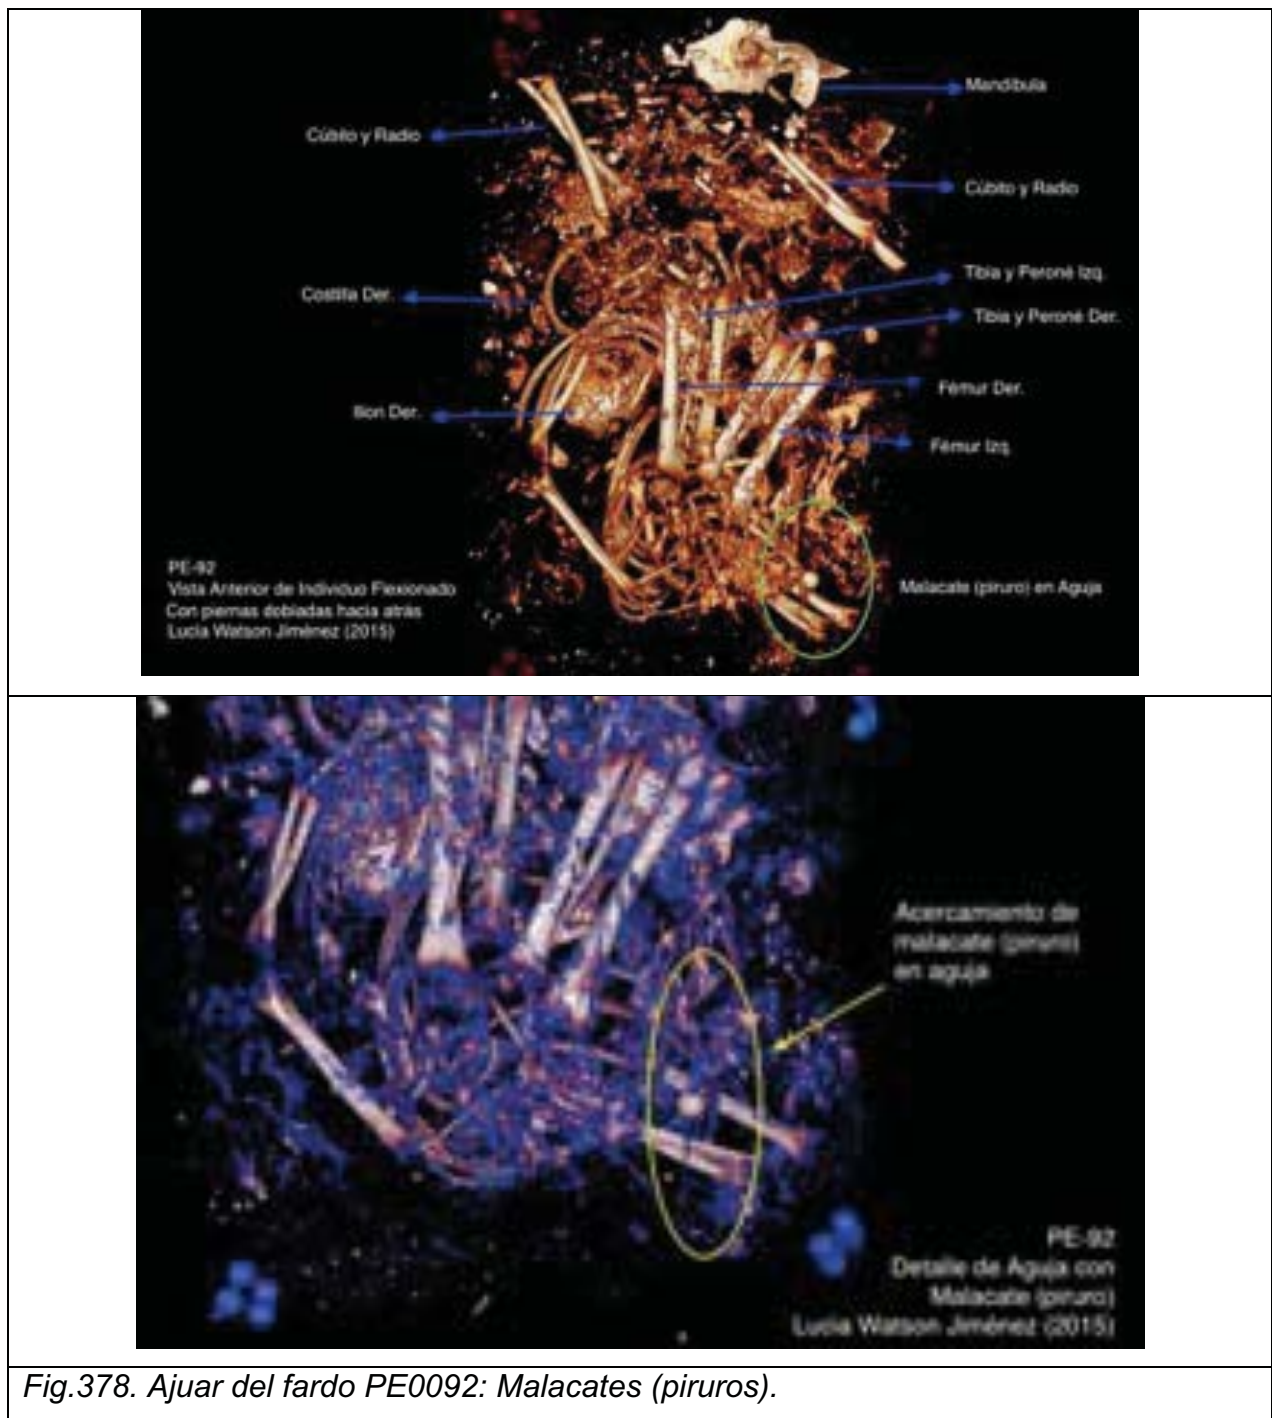 Mandíbula
Cúbito y Radio
Cúbito y Radio
Tibia y Peroné Izq.
Costilla Der.
Tibia y Peroné Der.
Fémur Der.
Ilion Der.
Fémur Izq.
PE-92
Vista Anterior de Individuo Flexionado
Con piernas dobladas hacia atrás
Lucía Watson Jiménez (2015)
Malacate (piruro) en Aguja
Acercamiento de
malacate (piruro)
en aguja
PE-92
Detalle de Aguja con
Malacate (piruro)
Lucía Watson Jiménez (2015)
Fig.378. Ajuar del fardo PE0092: Malacates (piruros).